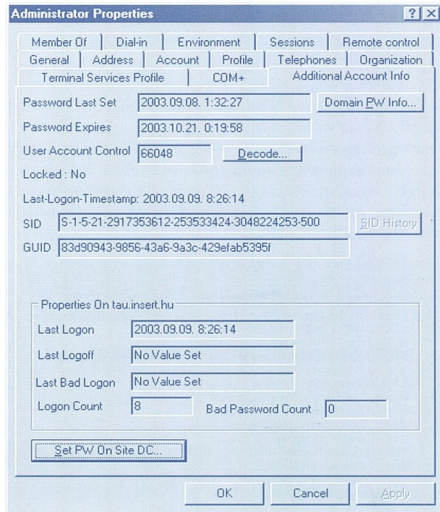 Administrator Properties
Member Of Dial-in Environment Sessions Remote control
General Address Account Profile Telephones Organization
Terminal Services Profile COM+ Additional Account Info
Password Last Set 2003.09.08. 1:32:27 Domain PW Info...
Password Expires 2003.10.21. 0:19:58
User Account Control 66048 Decode...
Locked : No
Last-Logon-Timestamp: 2003.09.09. 8:26:14
SID S-1-5-21-2917353612-253533424-3048224253-500 SID History
GUID 83d90943-9856-43a6-9a3c-429efab5395f
Properties On tau.insert.hu
Last Logon 2003.09.09. 8:26:14
Last Logoff No Value Set
Last Bad Logon No Value Set
Logon Count 8 Bad Password Count 0
Set PW On Site DC...
OK Cancel Apply